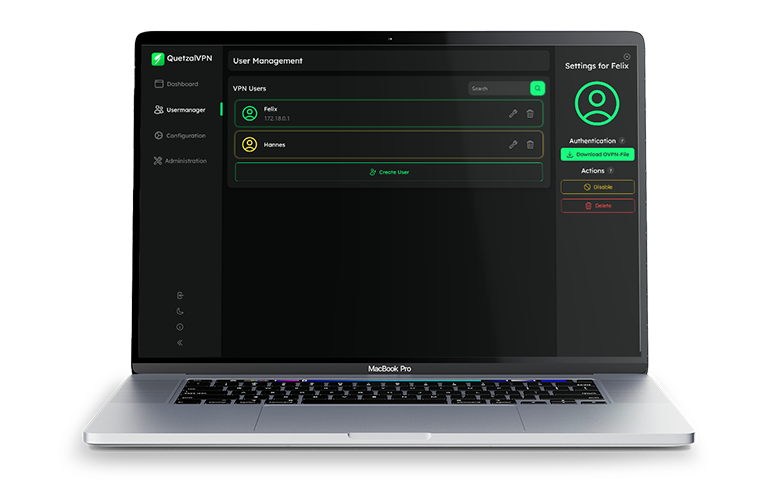 QuetzalVPN
Dashboard
Usermanager
Configuration
Administration
User Management
VPN Users
Search
Felix
172.18.0.1
Hannes
Create User
Settings for Felix
Authentication ?
Download OVPN-File
Actions ?
Disable
Delete
MacBook Pro